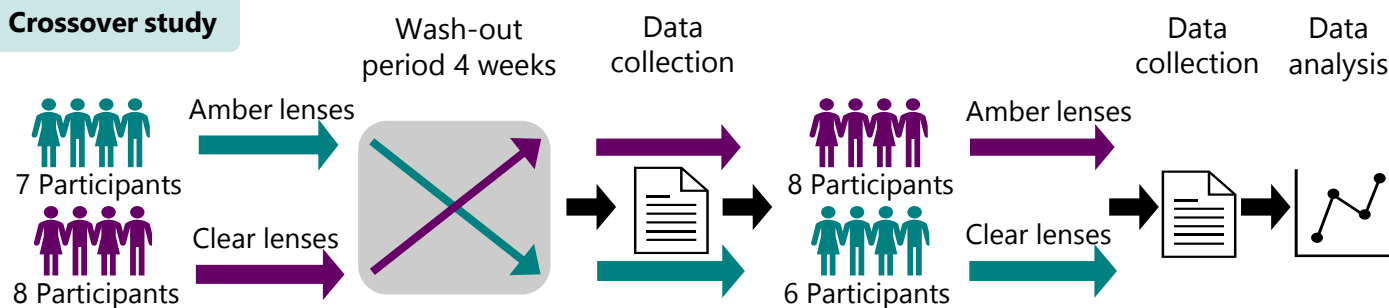 Crossover study
Wash-out
period 4 weeks
Data
collection
Data
collection
Data
analysis
Amber lenses
7 Participants
Clear lenses
8 Participants
Amber lenses
8 Participants
Clear lenses
6 Participants